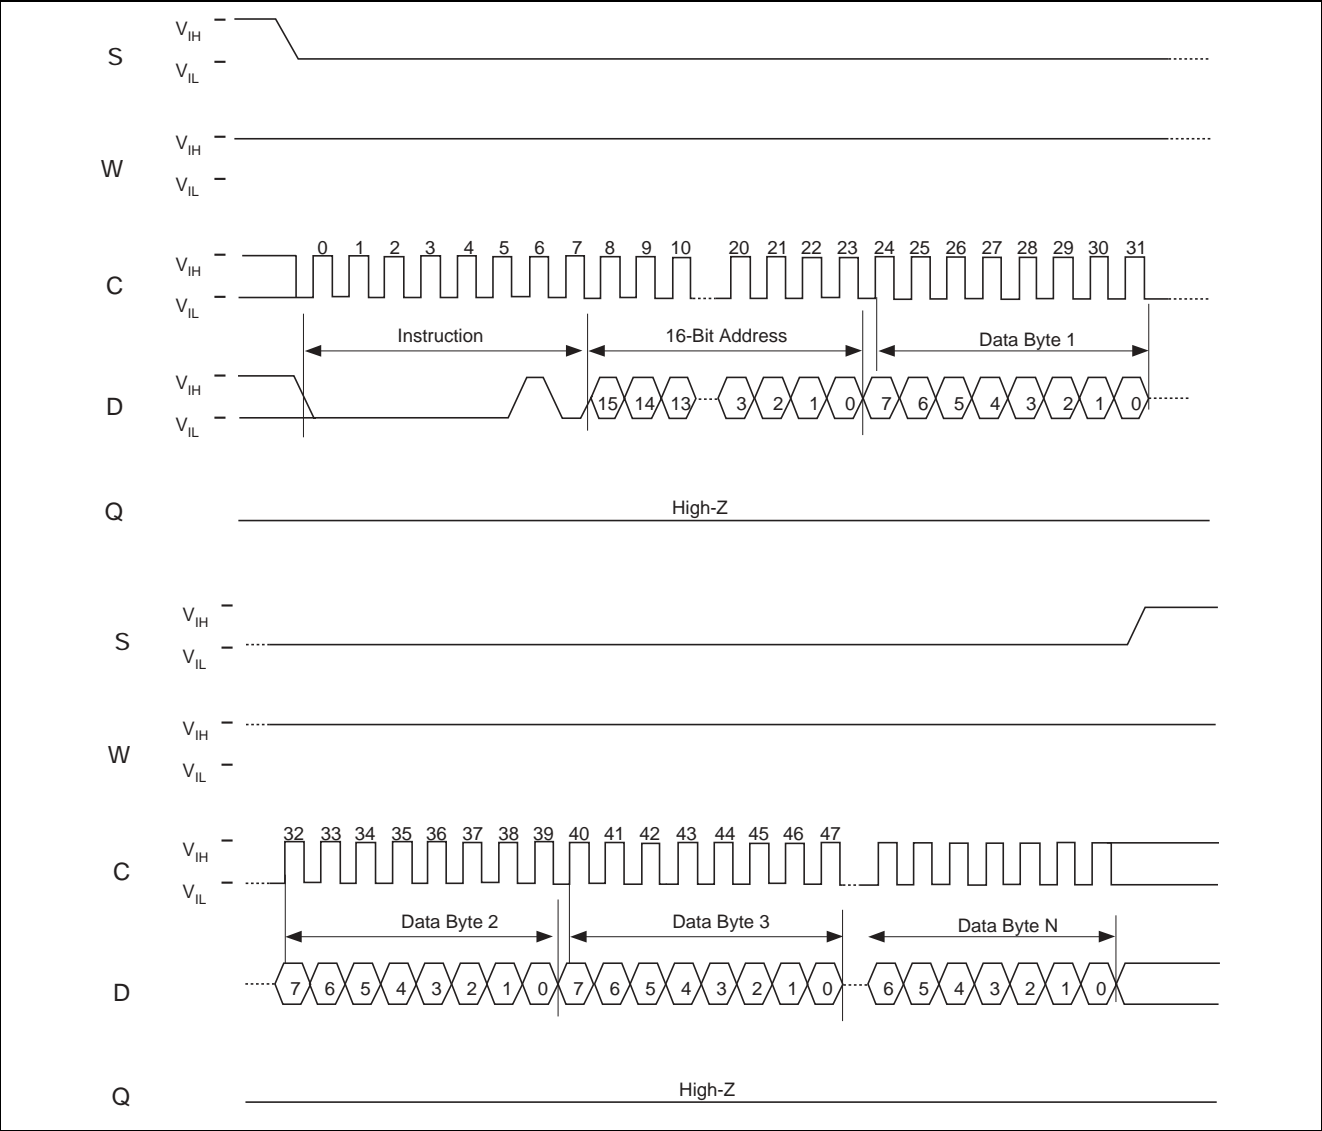 V_IH
S
V_IL
V_IH
W
V_IL
0 1 2 3 4 5 6 7 8 9 10 20 21 22 23 24 25 26 27 28 29 30 31
V_IH
C
V_IL
Instruction 16-Bit Address Data Byte 1
V_IH
D 15 14 13 3 2 1 0 7 6 5 4 3 2 1 0
V_IL
High-Z
Q
V_IH
S
V_IL
V_IH
W
V_IL
32 33 34 35 36 37 38 39 40 41 42 43 44 45 46 47
V_IH
C
V_IL
Data Byte 2 Data Byte 3 Data Byte N
D 7 6 5 4 3 2 1 0 7 6 5 4 3 2 1 0 6 5 4 3 2 1 0
High-Z
Q